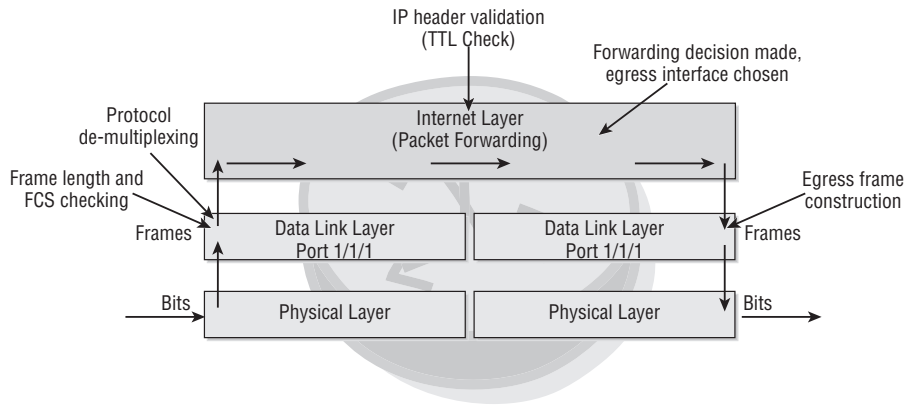 IP header validation
(TTL Check)
Forwarding decision made,
egress interface chosen
Protocol
de-multiplexing
Internet Layer
(Packet Forwarding)
Frame length and
FCS checking
Egress frame
construction
Frames
Data Link Layer
Port 1/1/1
Data Link Layer
Port 1/1/1
Frames
Bits
Physical Layer
Physical Layer
Bits